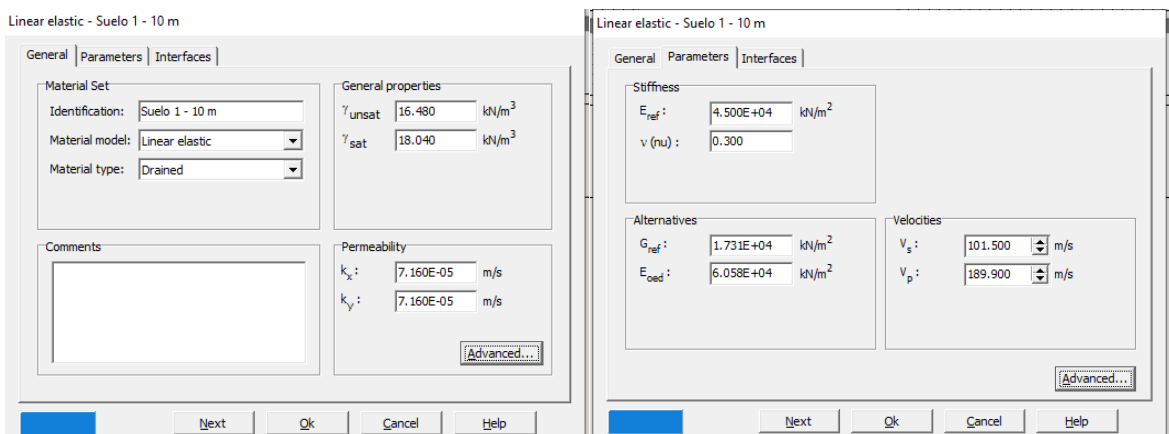 Linear elastic - Suelo 1 - 10 m
General Parameters Interfaces
Material Set
Identification: Suelo 1 - 10 m
Material model: Linear elastic
Material type: Drained
General properties
γunsat 16.480 kN/m³
γsat 18.040 kN/m³
Comments
Permeability
kx: 7.160E-05 m/s
ky: 7.160E-05 m/s
Advanced...
Next Ok Cancel Help
Linear elastic - Suelo 1 - 10 m
General Parameters Interfaces
Stiffness
Eref: 4.500E+04 kN/m²
ν (nu) : 0.300
Alternatives
Gref: 1.731E+04 kN/m²
Eoed: 6.058E+04 kN/m²
Velocities
Vs: 101.500 m/s
Vp: 189.900 m/s
Advanced...
Next Ok Cancel Help